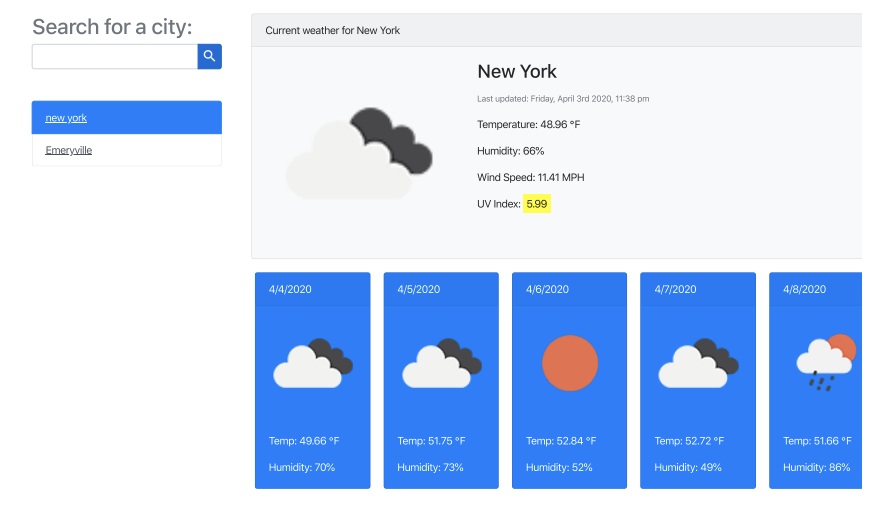 Search for a city:
new york
Emeryville
Current weather for New York
New York
Last updated: Friday, April 3rd 2020, 11:38 pm
Temperature: 48.96 °F
Humidity: 66%
Wind Speed: 11.41 MPH
UV Index: 5.99
4/4/2020
Temp: 49.66 °F
Humidity: 70%
4/5/2020
Temp: 51.75 °F
Humidity: 73%
4/6/2020
Temp: 52.84 °F
Humidity: 52%
4/7/2020
Temp: 52.72 °F
Humidity: 49%
4/8/2020
Temp: 51.66 °F
Humidity: 86%